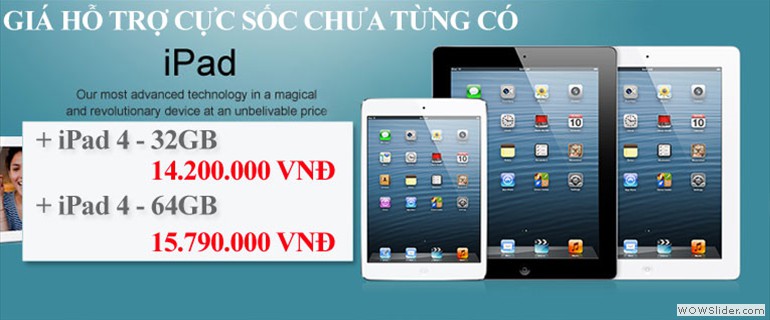 GIÁ HỖ TRỢ CỰC SỐC CHƯA TỪNG CÓ
iPad
Our most advanced technology in a magical
and revolutionary device at an unbelivable price
+ iPad 4 - 32GB
14.200.000 VNĐ
+ iPad 4 - 64GB
15.790.000 VNĐ
WOWSlider.com